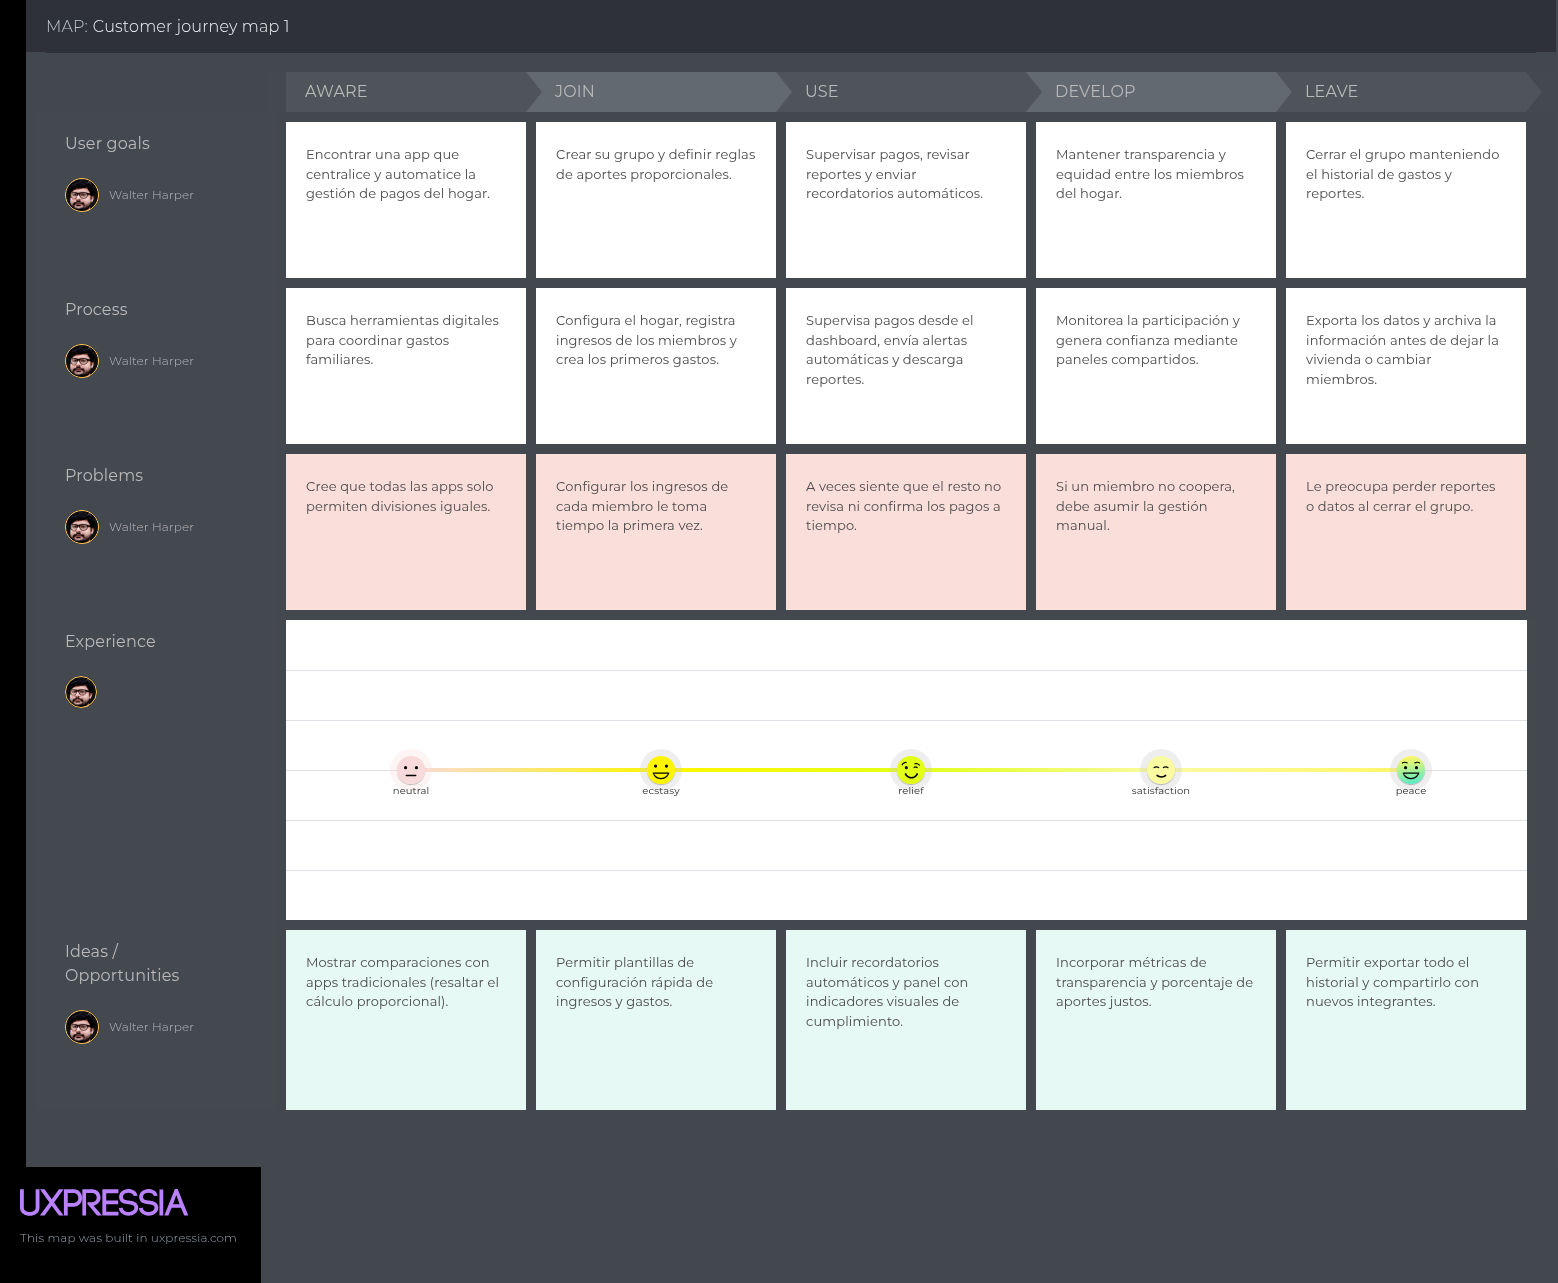 MAP: Customer journey map 1
AWARE
JOIN
USE
DEVELOP
LEAVE
User goals
Walter Harper
Encontrar una app que
centralice y automatice la
gestión de pagos del hogar.
Crear su grupo y definir reglas
de aportes proporcionales.
Supervisar pagos, revisar
reportes y enviar
recordatorios automáticos.
Mantener transparencia y
equidad entre los miembros
del hogar.
Cerrar el grupo manteniendo
el historial de gastos y
reportes.
Process
Walter Harper
Busca herramientas digitales
para coordinar gastos
familiares.
Configura el hogar, registra
ingresos de los miembros y
crea los primeros gastos.
Supervisa pagos desde el
dashboard, envía alertas
automáticas y descarga
reportes.
Monitorea la participación y
genera confianza mediante
paneles compartidos.
Exporta los datos y archiva la
información antes de dejar la
vivienda o cambiar
miembros.
Problems
Walter Harper
Cree que todas las apps solo
permiten divisiones iguales.
Configurar los ingresos de
cada miembro le toma
tiempo la primera vez.
A veces siente que el resto no
revisa ni confirma los pagos a
tiempo.
Si un miembro no coopera,
debe asumir la gestión
manual.
Le preocupa perder reportes
o datos al cerrar el grupo.
Experience
neutral
ecstasy
relief
satisfaction
peace
Ideas /
Opportunities
Walter Harper
Mostrar comparaciones con
apps tradicionales (resaltar el
cálculo proporcional).
Permitir plantillas de
configuración rápida de
ingresos y gastos.
Incluir recordatorios
automáticos y panel con
indicadores visuales de
cumplimiento.
Incorporar métricas de
transparencia y porcentaje de
aportes justos.
Permitir exportar todo el
historial y compartirlo con
nuevos integrantes.
UXPRESSIA
This map was built in uxpressia.com